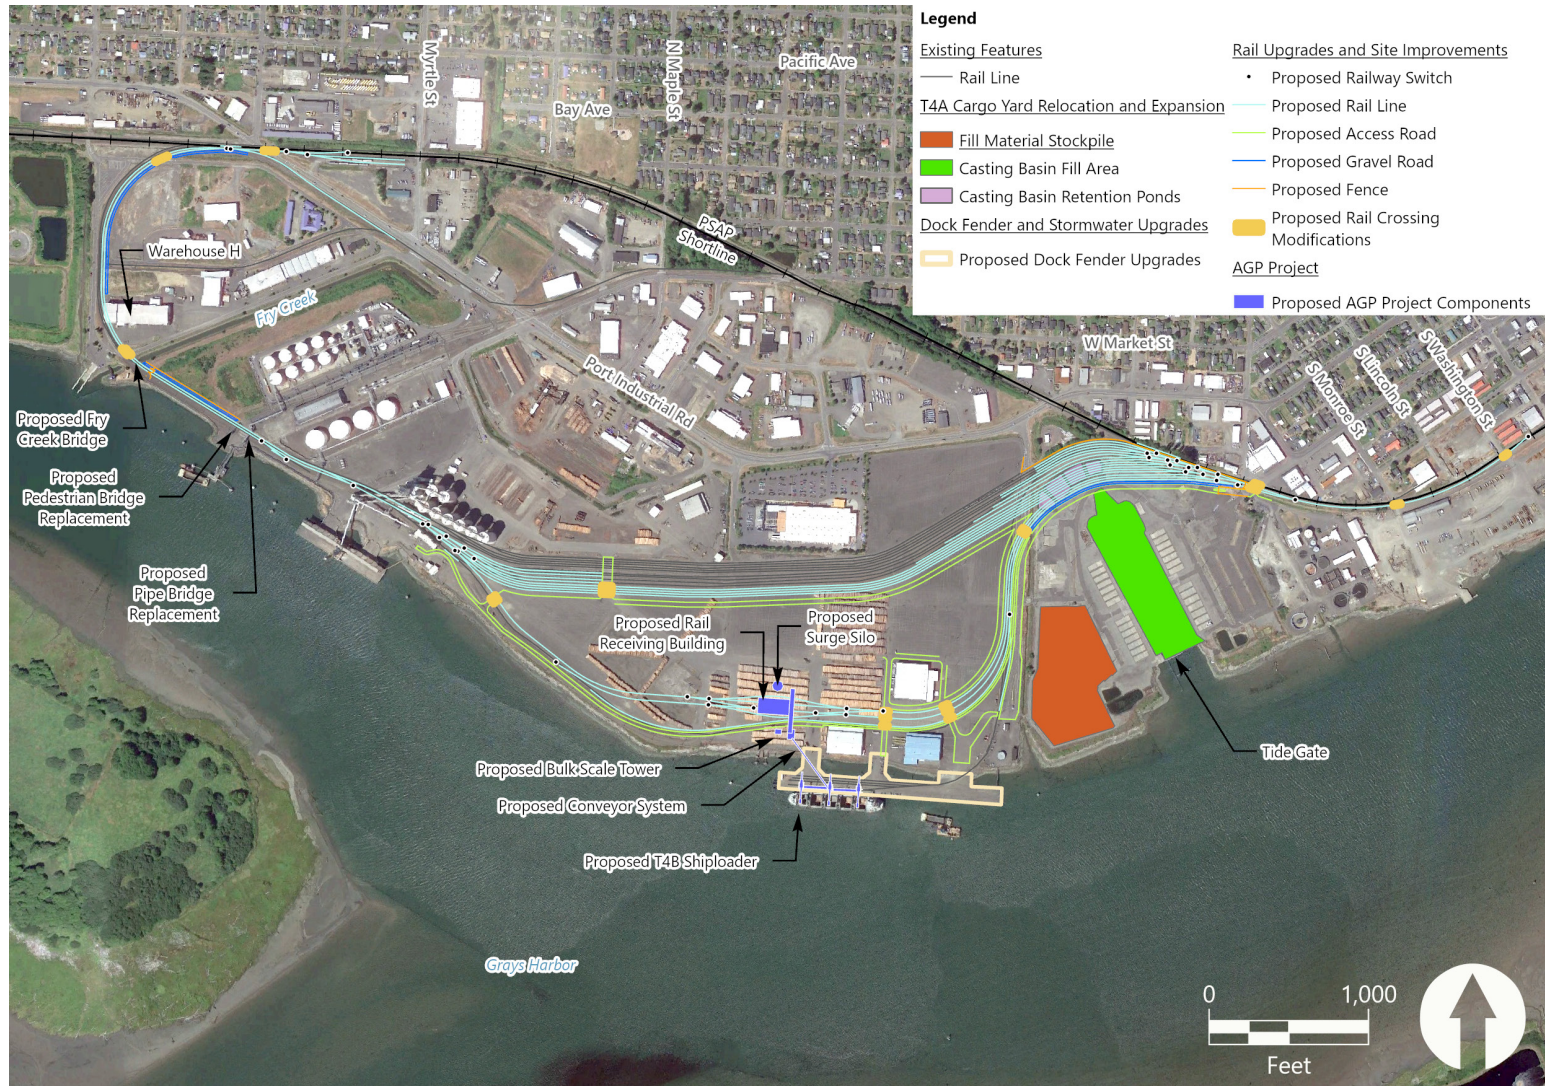 Legend
Existing Features
Rail Line
T4A Cargo Yard Relocation and Expansion
Fill Material Stockpile
Casting Basin Fill Area
Casting Basin Retention Ponds
Dock Fender and Stormwater Upgrades
Proposed Dock Fender Upgrades
Rail Upgrades and Site Improvements
Proposed Railway Switch
Proposed Rail Line
Proposed Access Road
Proposed Gravel Road
Proposed Fence
Proposed Rail Crossing
Modifications
AGP Project
Proposed AGP Project Components
Myrtle St
N Maple St
Pacific Ave
Bay Ave
PSAP
Shortline
Warehouse H
Fry Creek
Port Industrial Rd
W Market St
S Monroe St
S Lincoln St
S Washington St
Proposed Fry
Creek Bridge
Proposed
Pedestrian Bridge
Replacement
Proposed
Pipe Bridge
Replacement
Proposed Rail
Receiving Building
Proposed
Surge Silo
Tide Gate
Proposed Bulk Scale Tower
Proposed Conveyor System
Proposed T4B Shiploader
Grays Harbor
0
1,000
Feet